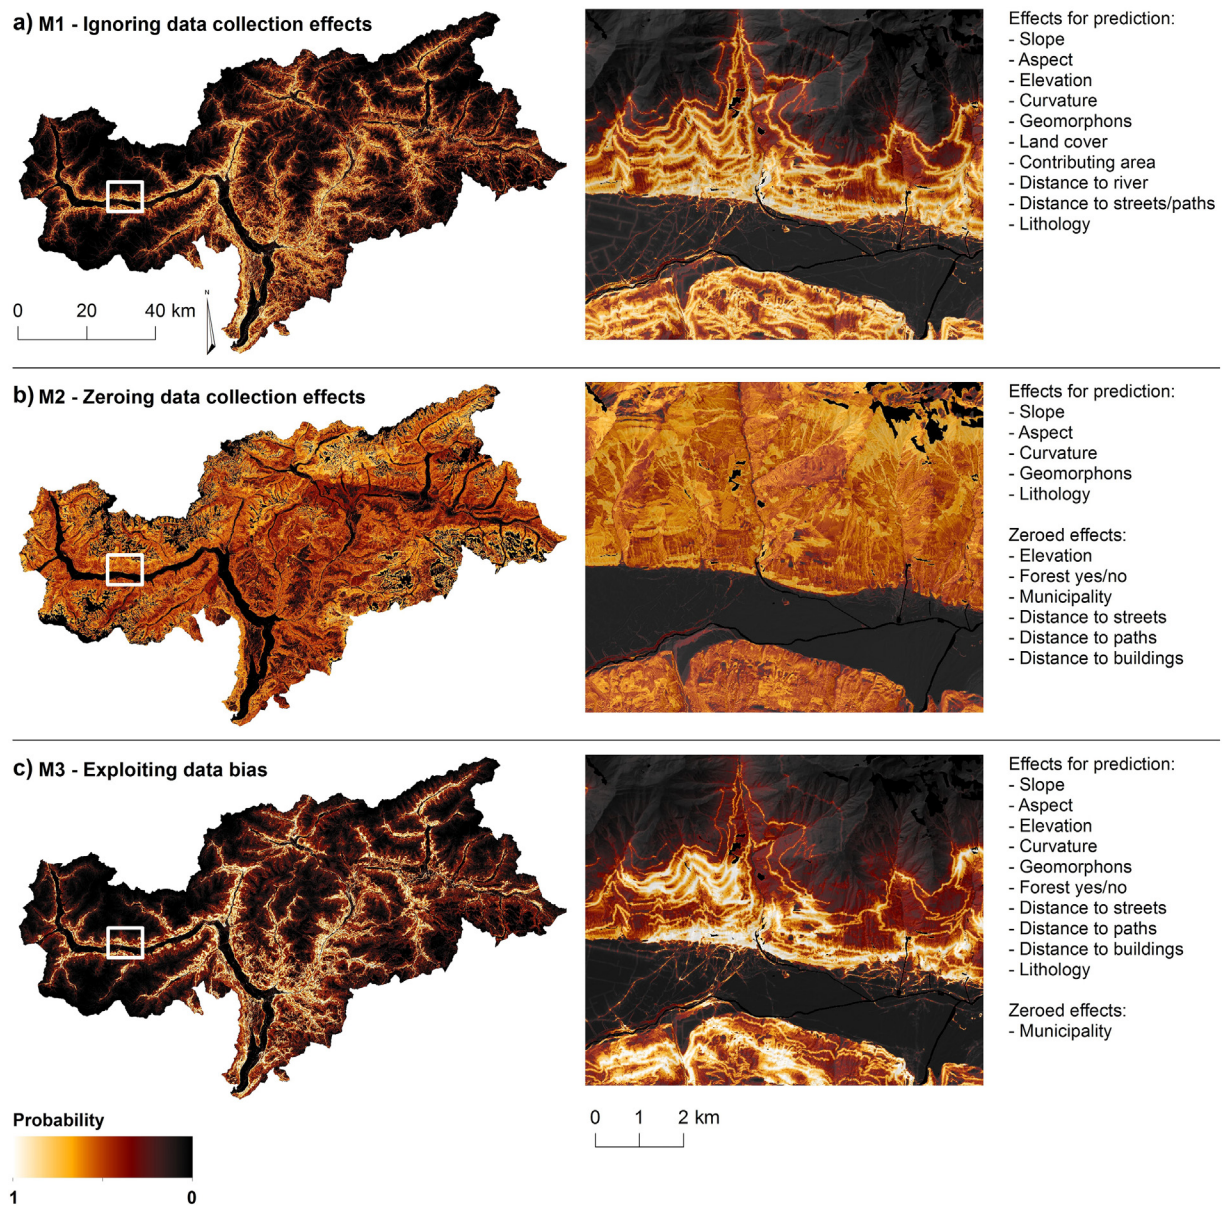 a) M1 - Ignoring data collection effects
N
0 20 40 km
Effects for prediction:
- Slope
- Aspect
- Elevation
- Curvature
- Geomorphons
- Land cover
- Contributing area
- Distance to river
- Distance to streets/paths
- Lithology
b) M2 - Zeroing data collection effects
Effects for prediction:
- Slope
- Aspect
- Curvature
- Geomorphons
- Lithology
Zeroed effects:
- Elevation
- Forest yes/no
- Municipality
- Distance to streets
- Distance to paths
- Distance to buildings
c) M3 - Exploiting data bias
Effects for prediction:
- Slope
- Aspect
- Elevation
- Curvature
- Geomorphons
- Forest yes/no
- Distance to streets
- Distance to paths
- Distance to buildings
- Lithology
Zeroed effects:
- Municipality
Probability
1 0
0 1 2 km